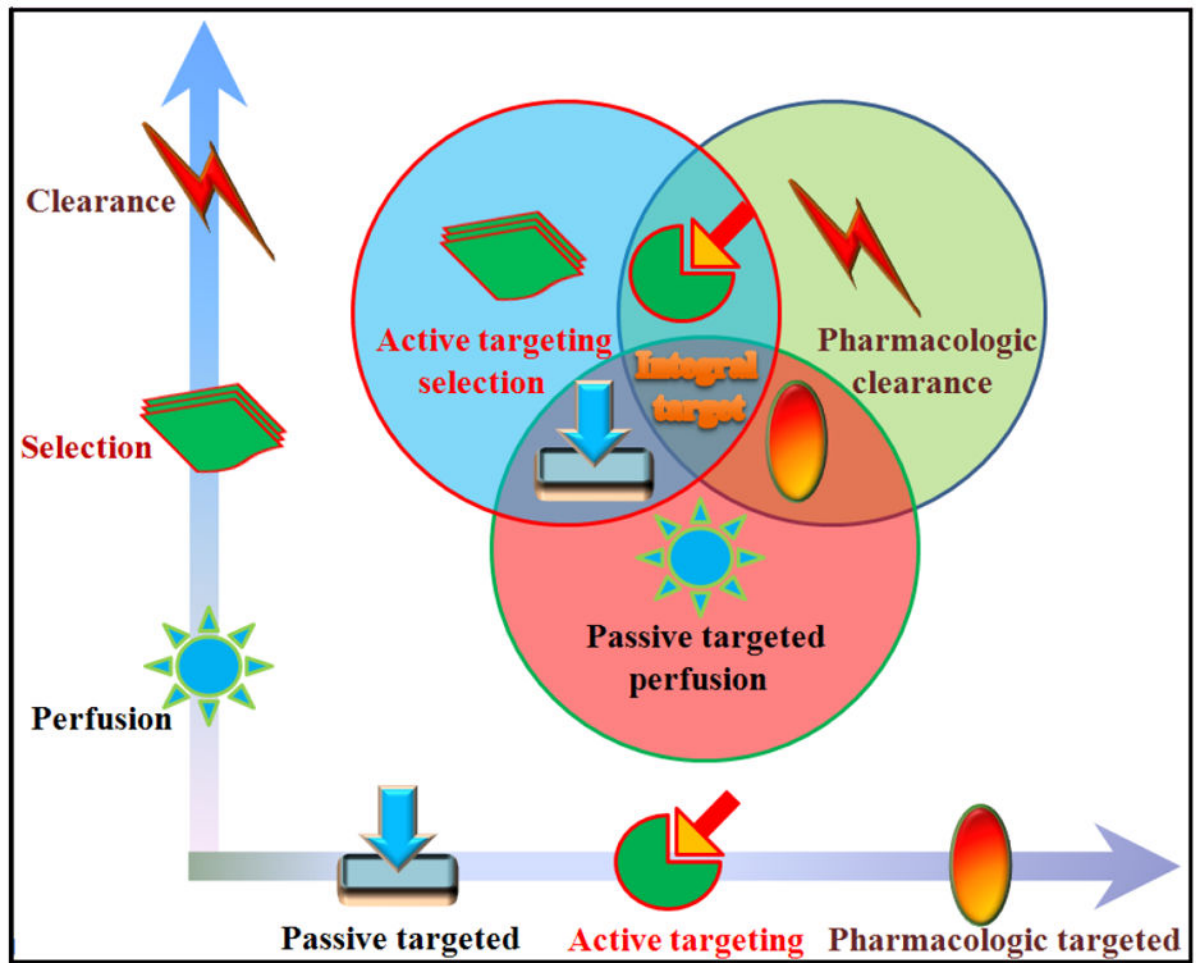 Clearance
Selection
Perfusion
Active targeting
selection
Pharmacologic
clearance
Integral
target
Passive targeted
perfusion
Passive targeted
Active targeting
Pharmacologic targeted